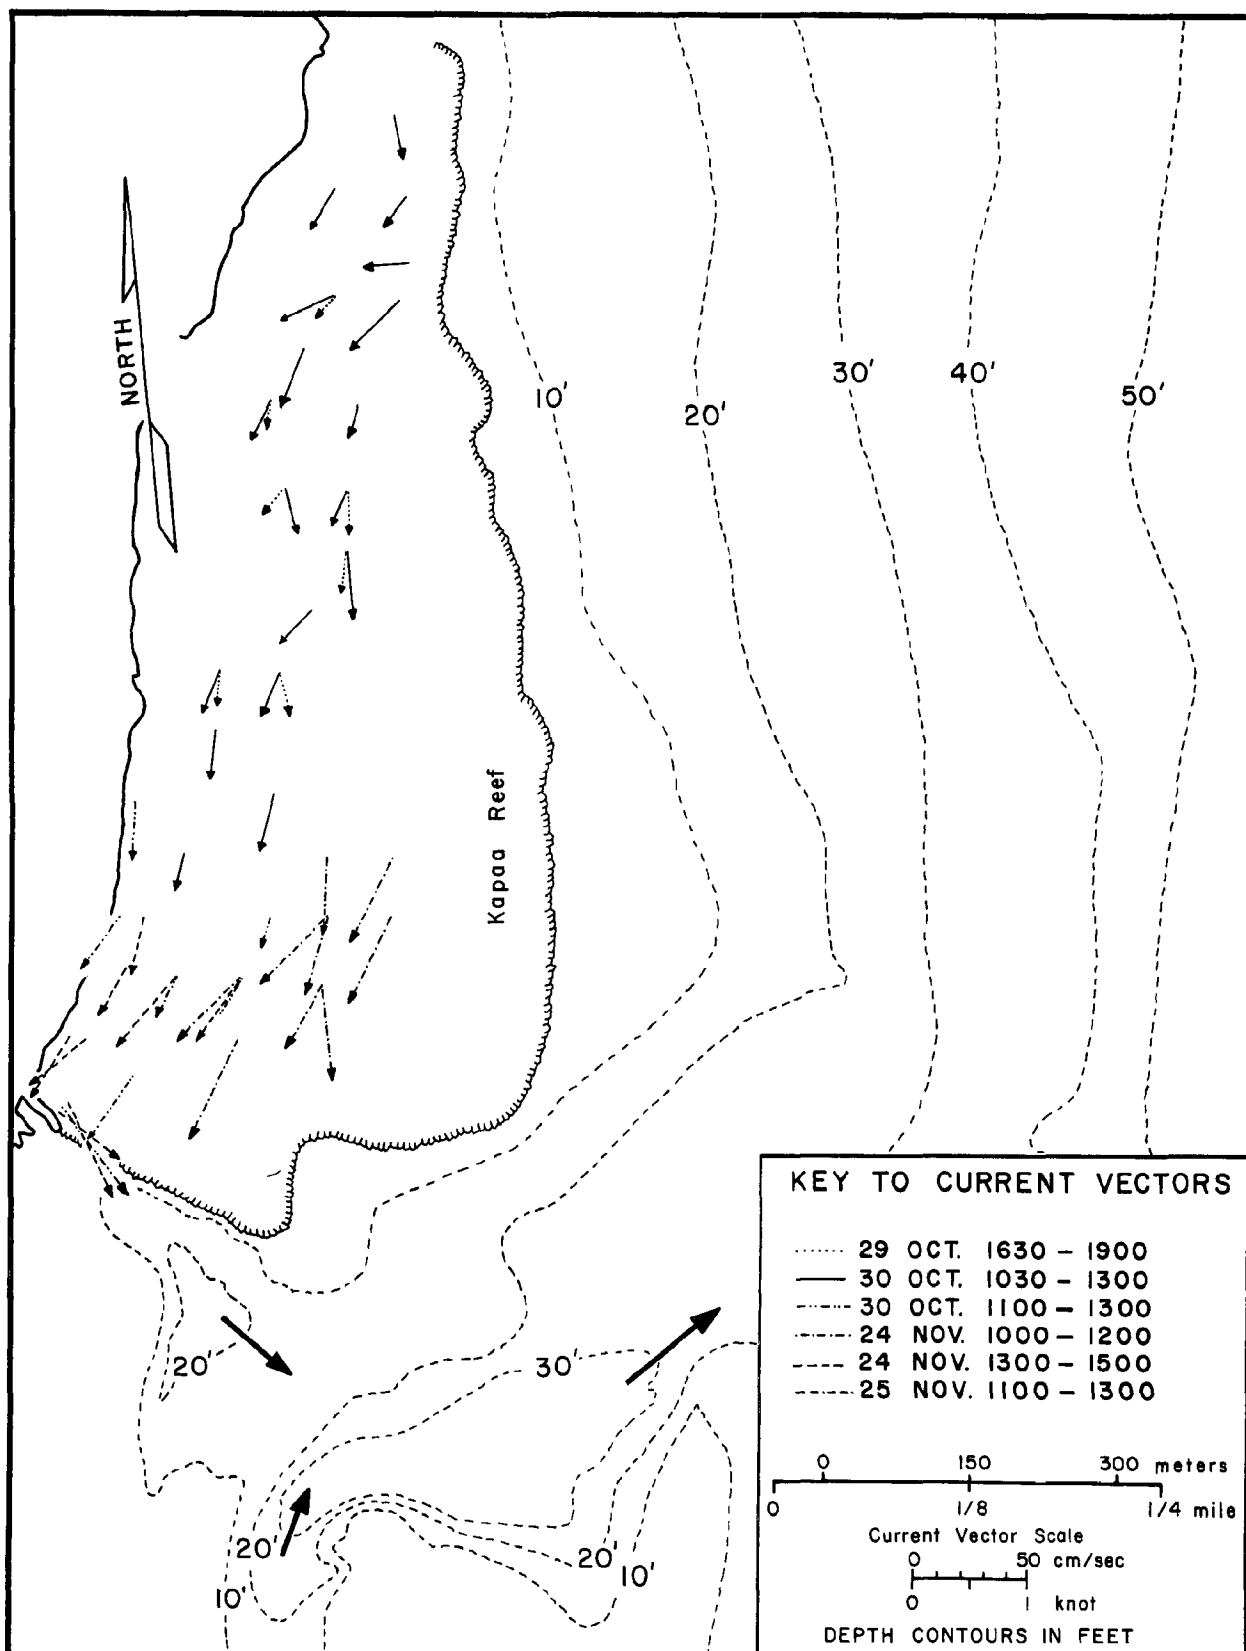 NORTH
10'
20'
30'
40'
50'
Kapaa Reef
20'
30'
20'
10'
20'
10'
KEY TO CURRENT VECTORS
29 OCT. 1630 – 1900
30 OCT. 1030 – 1300
30 OCT. 1100 – 1300
24 NOV. 1000 – 1200
24 NOV. 1300 – 1500
25 NOV. 1100 – 1300
0 150 300 meters
0 1/8 1/4 mile
Current Vector Scale
0 50 cm/sec
0 1 knot
DEPTH CONTOURS IN FEET